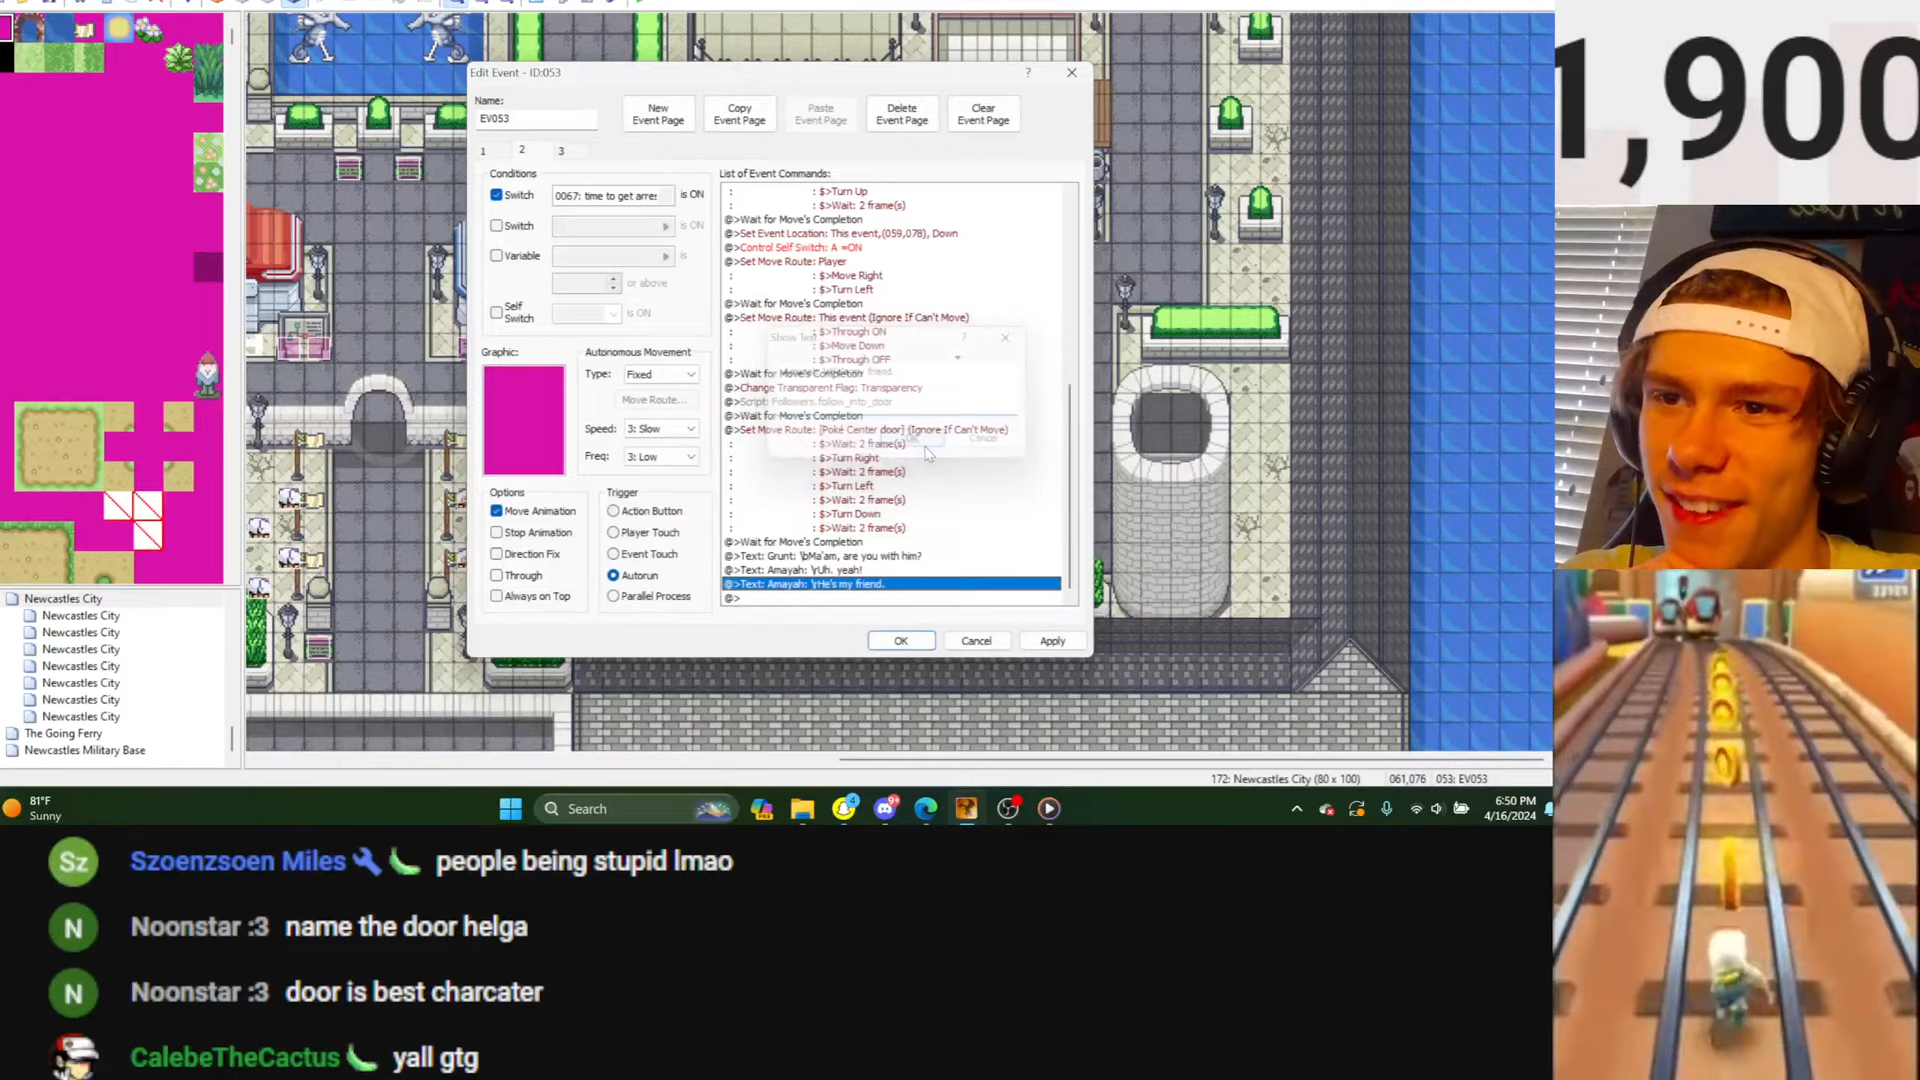 Edit Event - ID:053
?
Name:
EV053
New
Event Page
Copy
Event Page
Paste
Event Page
Delete
Event Page
Clear
Event Page
1
2
3
Conditions
Switch
0067: time to get arres
is ON
Switch
is ON
Variable
is
or above
Self
Switch
is ON
Graphic:
Autonomous Movement
Type:
Fixed
Move Route...
Speed:
3: Slow
Freq:
3: Low
Options
Move Animation
Stop Animation
Direction Fix
Through
Always on Top
Trigger
Action Button
Player Touch
Event Touch
Autorun
Parallel Process
List of Event Commands:
: : $>Turn Up
: : $>Wait: 2 frame(s)
@>Wait for Move's Completion
@>Set Event Location: This event,(059,078), Down
@>Control Self Switch: A =ON
@>Set Move Route: Player
: : $>Move Right
: : $>Turn Left
@>Wait for Move's Completion
@>Set Move Route: This event (Ignore If Can't Move)
: : $>Through ON
: : $>Move Down
: : $>Through OFF
@>Wait for Move's Completion
@>Change Transparent Flag: Transparency
@>Script: Followers.follow_into_door
@>Wait for Move's Completion
@>Set Move Route: [Poké Center door] (Ignore If Can't Move)
: : $>Wait: 2 frame(s)
: : $>Turn Right
: : $>Wait: 2 frame(s)
: : $>Turn Left
: : $>Wait: 2 frame(s)
: : $>Turn Down
: : $>Wait: 2 frame(s)
@>Wait for Move's Completion
@>Text: Grunt: \bMa'am, are you with him?
@>Text: Amayah: \rUh. yeah!
@>Text: Amayah: \rHe's my friend.
@>
Show Text
?
Cancel
OK
Cancel
Apply
Newcastles City
Newcastles City
Newcastles City
Newcastles City
Newcastles City
Newcastles City
Newcastles City
Newcastles City
The Going Ferry
Newcastles Military Base
172: Newcastles City (80 x 100)
061,076
053: EV053
81°F
Sunny
Search
6:50 PM
4/16/2024
1,900
Sz
Szoenzsoen Miles people being stupid lmao
N
Noonstar :3 name the door helga
N
Noonstar :3 door is best charcater
CalebeTheCactus yall gtg